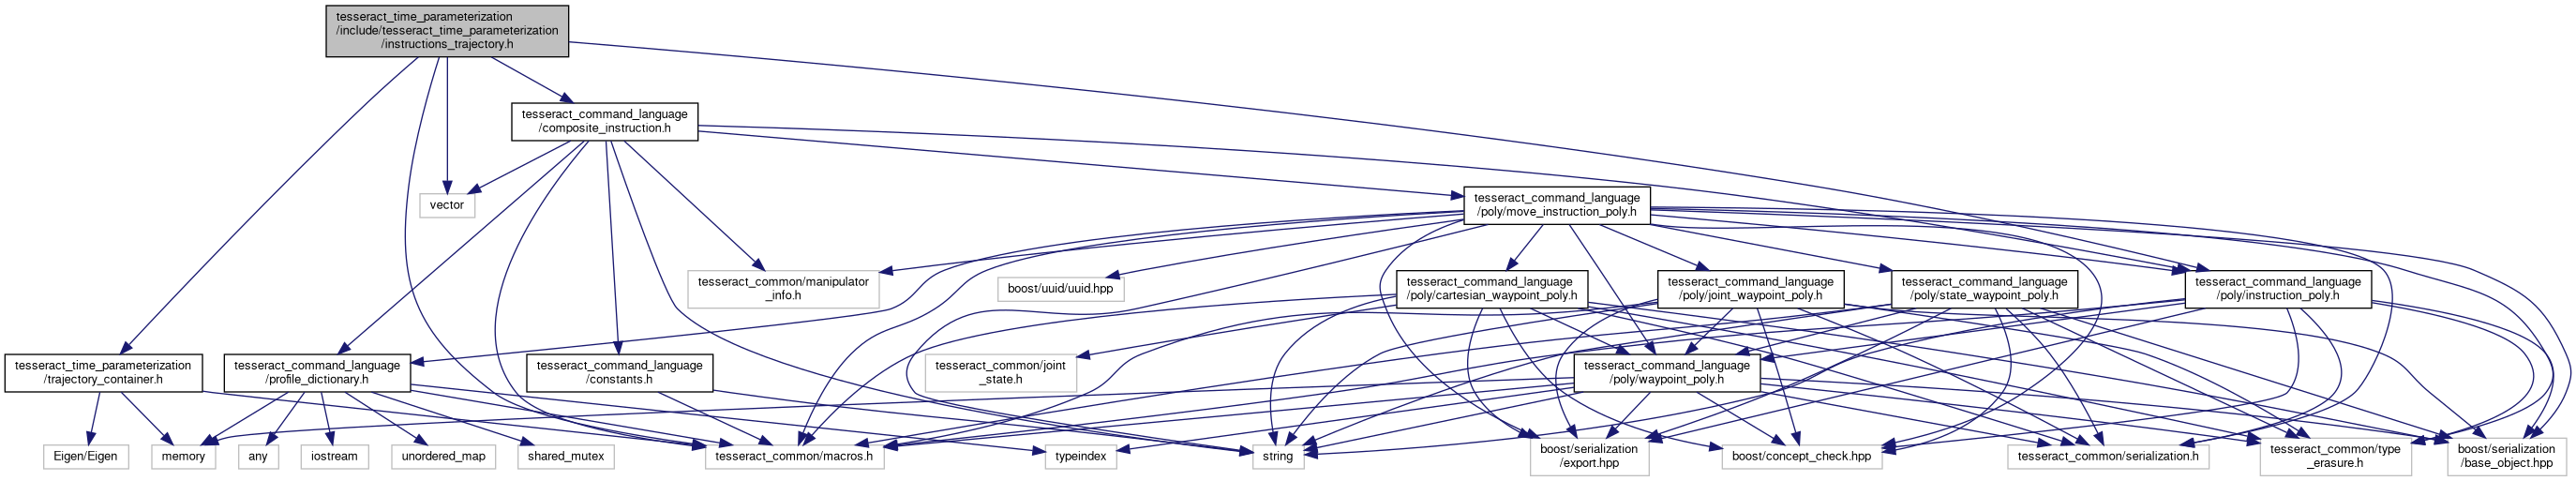 tesseract_time_parameterization
/include/tesseract_time_parameterization
/instructions_trajectory.h
tesseract_command_language
/composite_instruction.h
vector
tesseract_command_language
/poly/move_instruction_poly.h
tesseract_common/manipulator
_info.h
boost/uuid/uuid.hpp
tesseract_command_language
/poly/cartesian_waypoint_poly.h
tesseract_command_language
/poly/joint_waypoint_poly.h
tesseract_command_language
/poly/state_waypoint_poly.h
tesseract_command_language
/poly/instruction_poly.h
tesseract_time_parameterization
/trajectory_container.h
tesseract_command_language
/profile_dictionary.h
tesseract_command_language
/constants.h
tesseract_common/joint
_state.h
tesseract_command_language
/poly/waypoint_poly.h
Eigen/Eigen
memory
any
iostream
unordered_map
shared_mutex
tesseract_common/macros.h
typeindex
string
boost/serialization
/export.hpp
boost/concept_check.hpp
tesseract_common/serialization.h
tesseract_common/type
_erasure.h
boost/serialization
/base_object.hpp